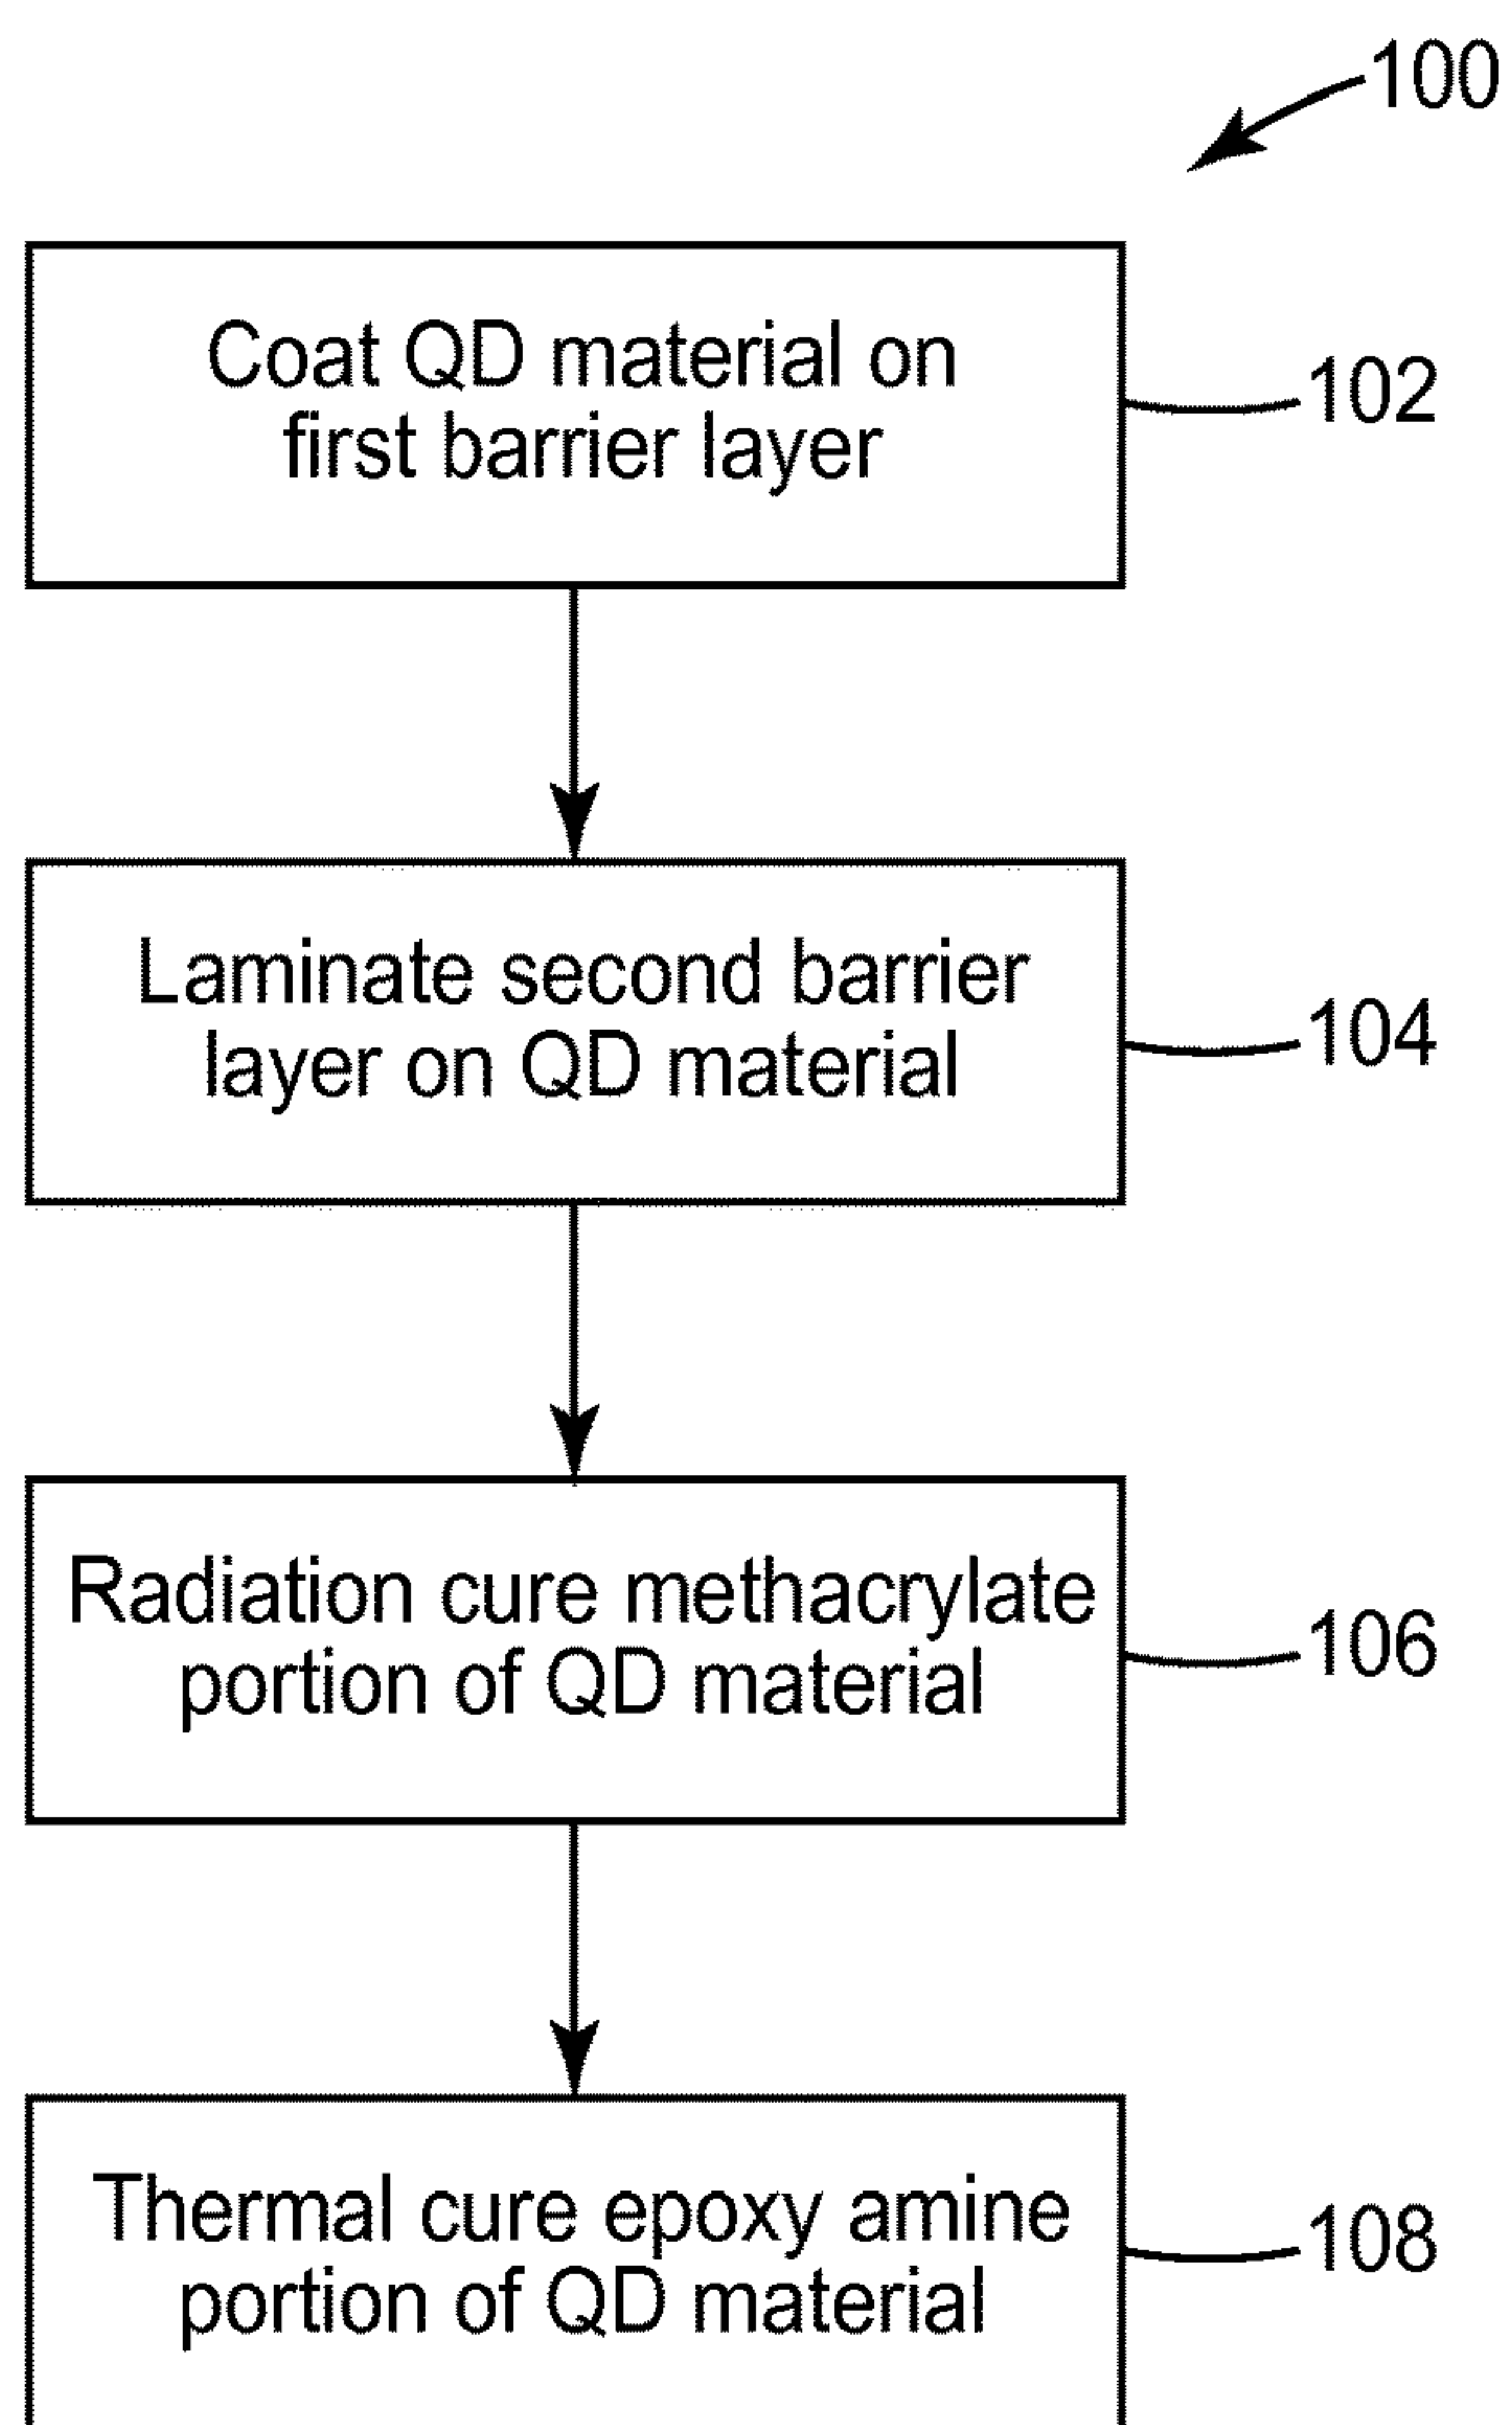 100
Coat QD material on
first barrier layer
102
Laminate second barrier
layer on QD material
104
Radiation cure methacrylate
portion of QD material
106
Thermal cure epoxy amine
portion of QD material
108